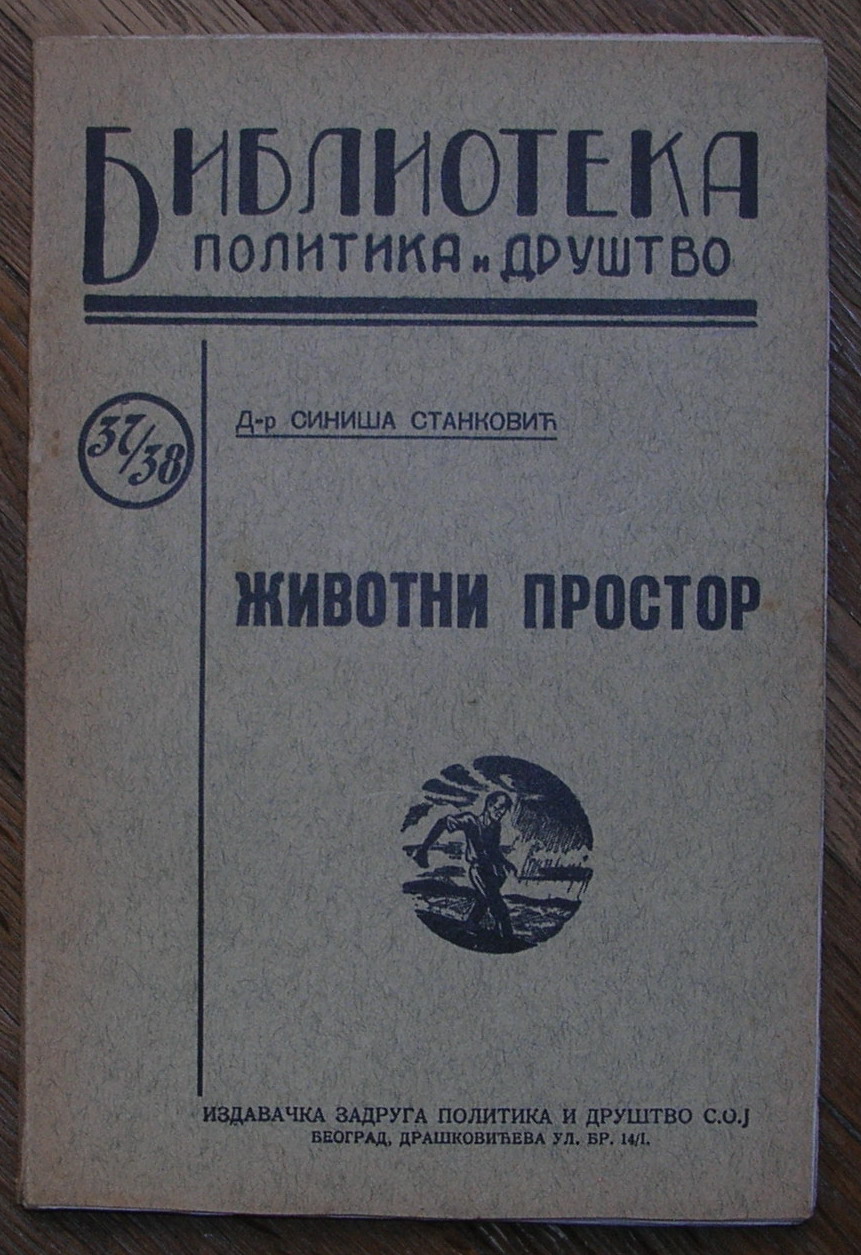 БИБЛИОТЕКА
ПОЛИТИКА и ДРУШТВО
37/38
Д-р СИНИША СТАНКОВИЋ
ЖИВОТНИ ПРОСТОР
ИЗДАВАЧКА ЗАДРУГА ПОЛИТИКА И ДРУШТВО С.О.Ј
БЕОГРАД, ДРАШКОВИЋЕВА УЛ. БР. 14/I.